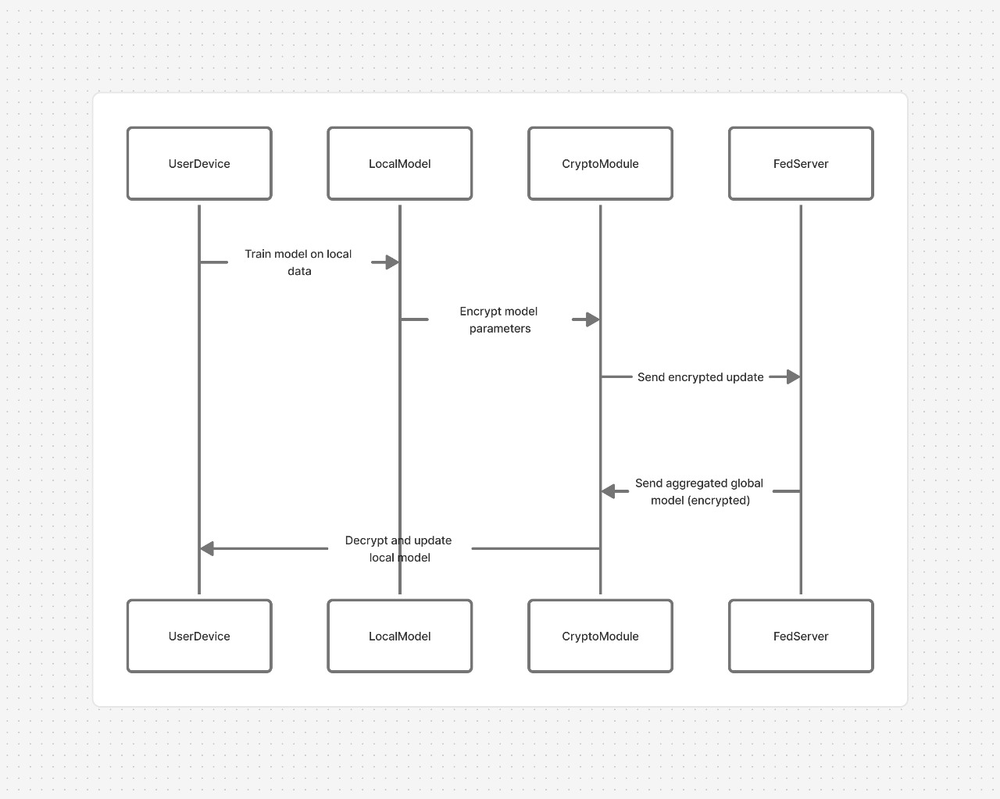 UserDevice
LocalModel
CryptoModule
FedServer
Train model on local
data
Encrypt model
parameters
Send encrypted update
Send aggregated global
model (encrypted)
Decrypt and update
local model
UserDevice
LocalModel
CryptoModule
FedServer